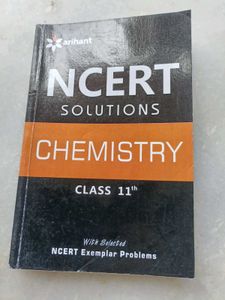 arihant
NCERT
SOLUTIONS
CHEMISTRY
CLASS 11th
With Selected
NCERT Exemplar Problems